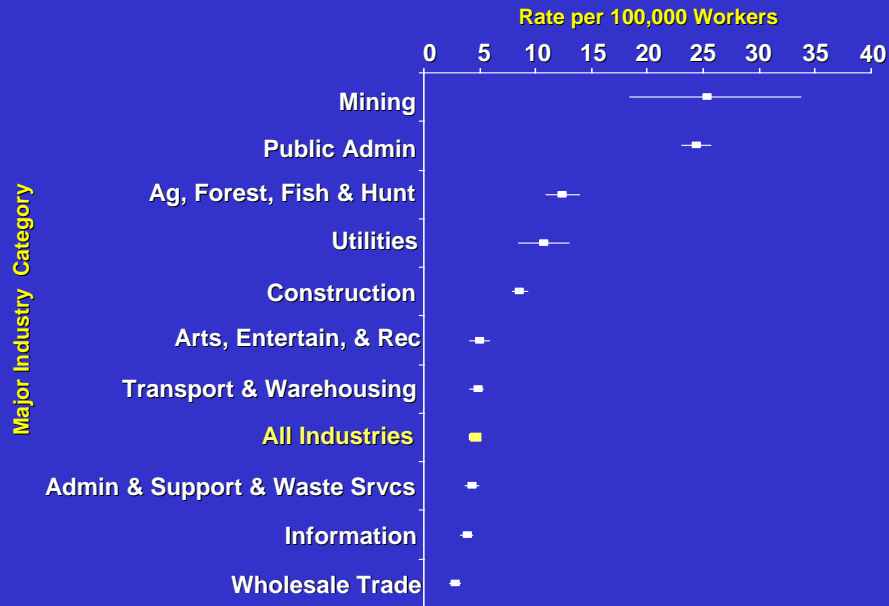 Rate per 100,000 Workers
0 5 10 15 20 25 30 35 40
Major Industry Category
Mining
Public Admin
Ag, Forest, Fish & Hunt
Utilities
Construction
Arts, Entertain, & Rec
Transport & Warehousing
All Industries
Admin & Support & Waste Srvcs
Information
Wholesale Trade